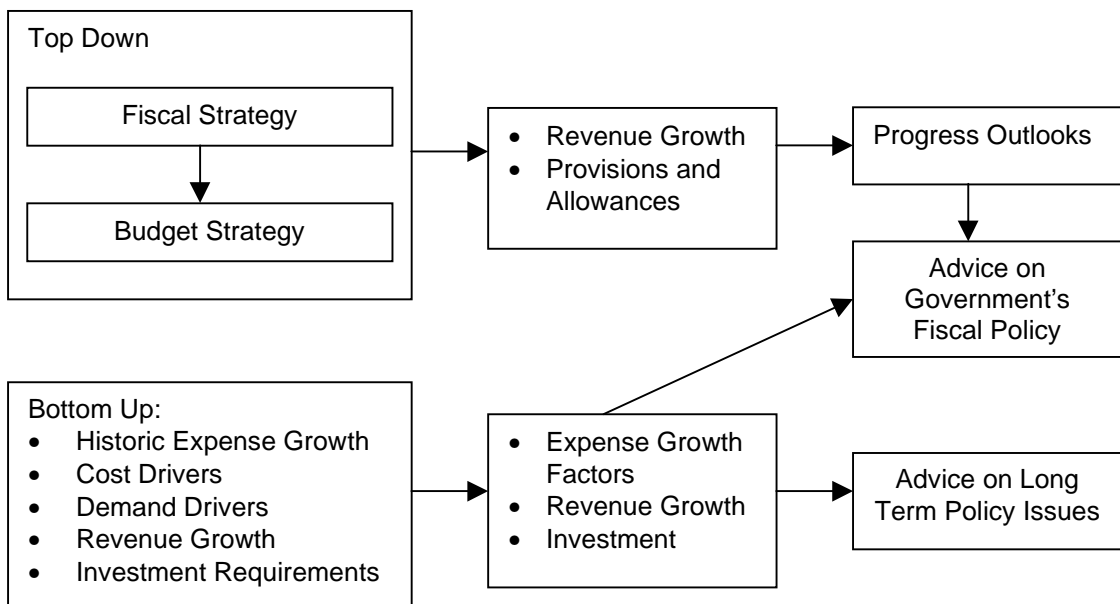 Top Down
Fiscal Strategy
Budget Strategy
• Revenue Growth
• Provisions and
Allowances
Progress Outlooks
Advice on
Government’s
Fiscal Policy
Bottom Up:
• Historic Expense Growth
• Cost Drivers
• Demand Drivers
• Revenue Growth
• Investment Requirements
• Expense Growth
Factors
• Revenue Growth
• Investment
Advice on Long
Term Policy Issues